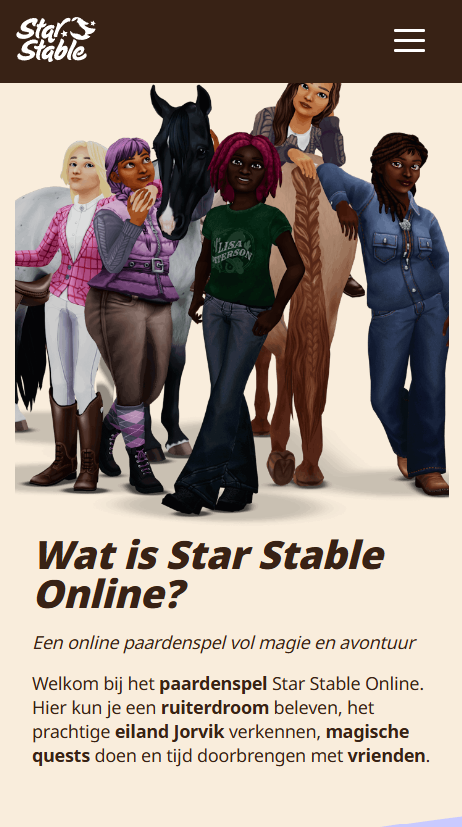 Star
Stable
LISA
PETERSON
Wat is Star Stable
Online?
Een online paardenspel vol magie en avontuur
Welkom bij het paardenspel Star Stable Online.
Hier kun je een ruiterdroom beleven, het
prachtige eiland Jorvik verkennen, magische
quests doen en tijd doorbrengen met vrienden.